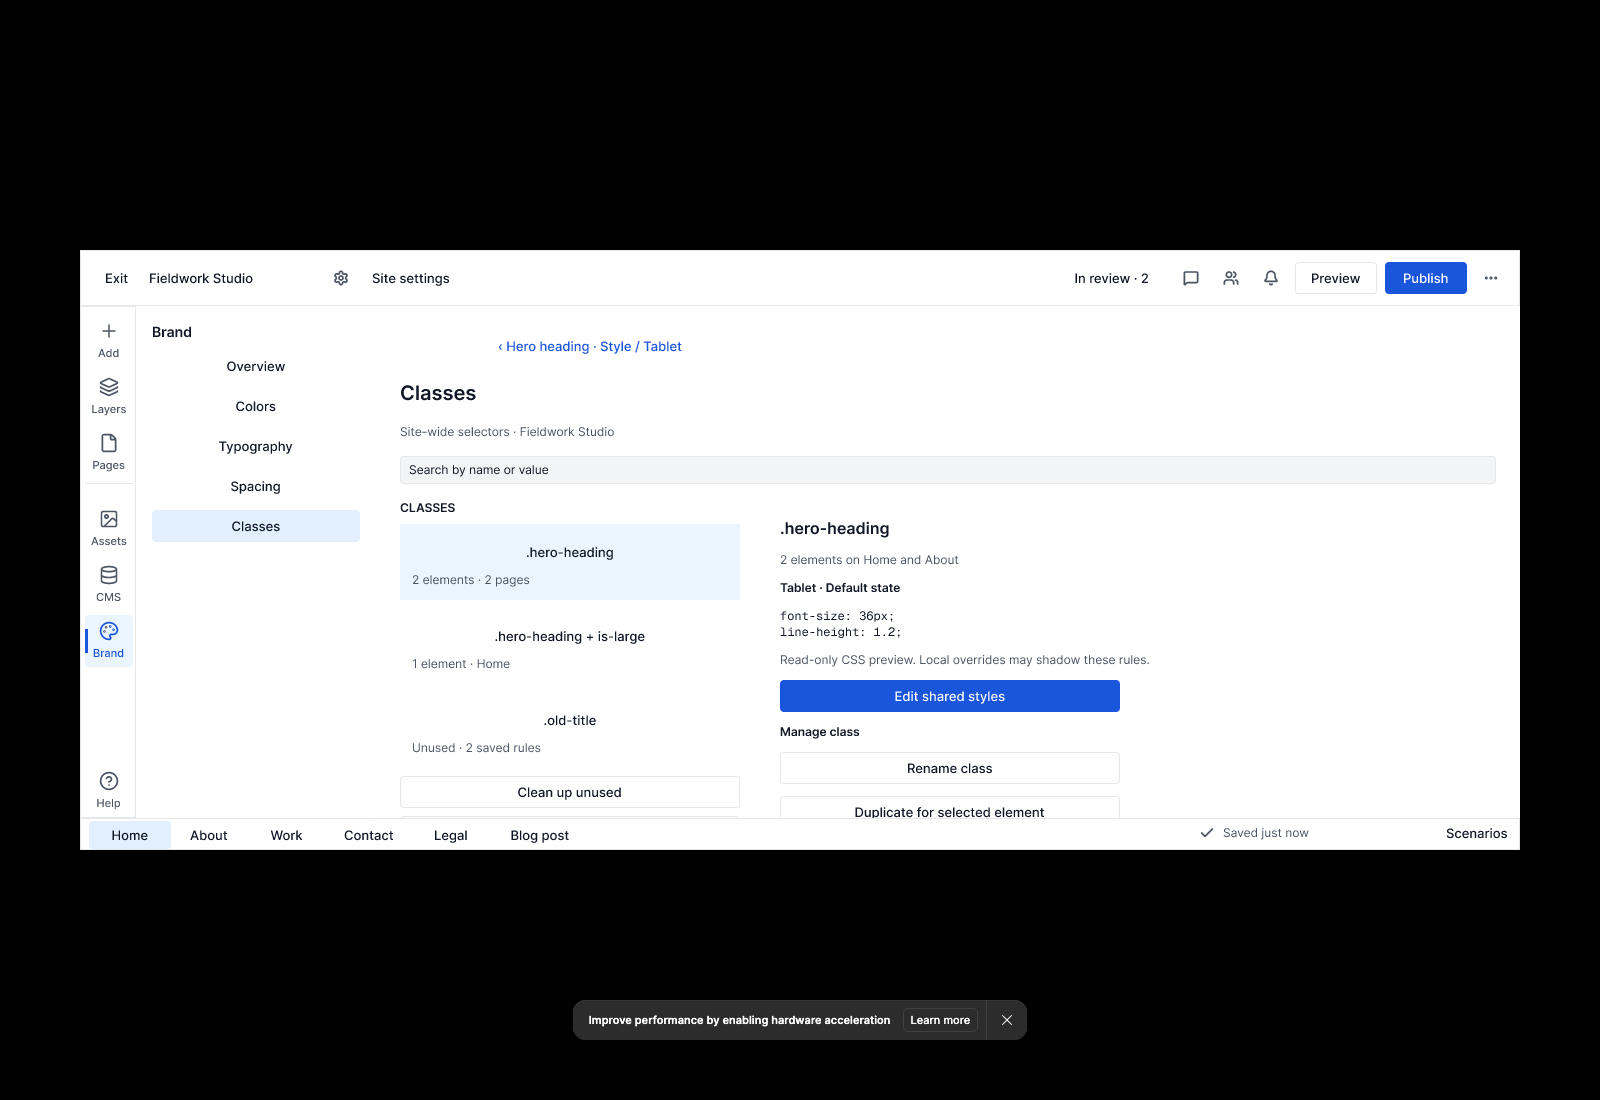 Exit
Fieldwork Studio
Site settings
In review · 2
Preview
Publish
Add
Layers
Pages
Assets
CMS
Brand
Help
Brand
Overview
Colors
Typography
Spacing
Classes
‹ Hero heading · Style / Tablet
Classes
Site-wide selectors · Fieldwork Studio
Search by name or value
CLASSES
.hero-heading
2 elements · 2 pages
.hero-heading + is-large
1 element · Home
.old-title
Unused · 2 saved rules
Clean up unused
.hero-heading
2 elements on Home and About
Tablet · Default state
font-size: 36px;
line-height: 1.2;
Read-only CSS preview. Local overrides may shadow these rules.
Edit shared styles
Manage class
Rename class
Duplicate for selected element
Home
About
Work
Contact
Legal
Blog post
Saved just now
Scenarios
Improve performance by enabling hardware acceleration
Learn more